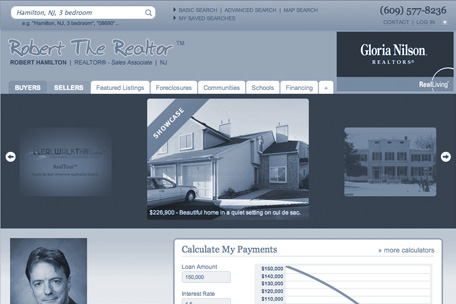 Hamilton, NJ, 3 bedroom
e.g. "Hamilton, NJ, 3 bedroom", "08690"...
BASIC SEARCH | ADVANCED SEARCH | MAP SEARCH
MY SAVED SEARCHES
(609) 577-8236
CONTACT | LOG IN
Robert The Realtor ™
ROBERT HAMILTON | REALTOR® - Sales Associate | NJ
Gloria Nilson,
REALTORS®
RealLiving
BUYERS SELLERS Featured Listings Foreclosures Communities Schools Financing +
SHOWCASE
RealTour™
$226,900 - Beautiful home in a quiet setting on cul de sac.
Calculate My Payments
» more calculators
Loan Amount
150,000
Interest Rate
$150,000
$140,000
$130,000
$120,000
$110,000